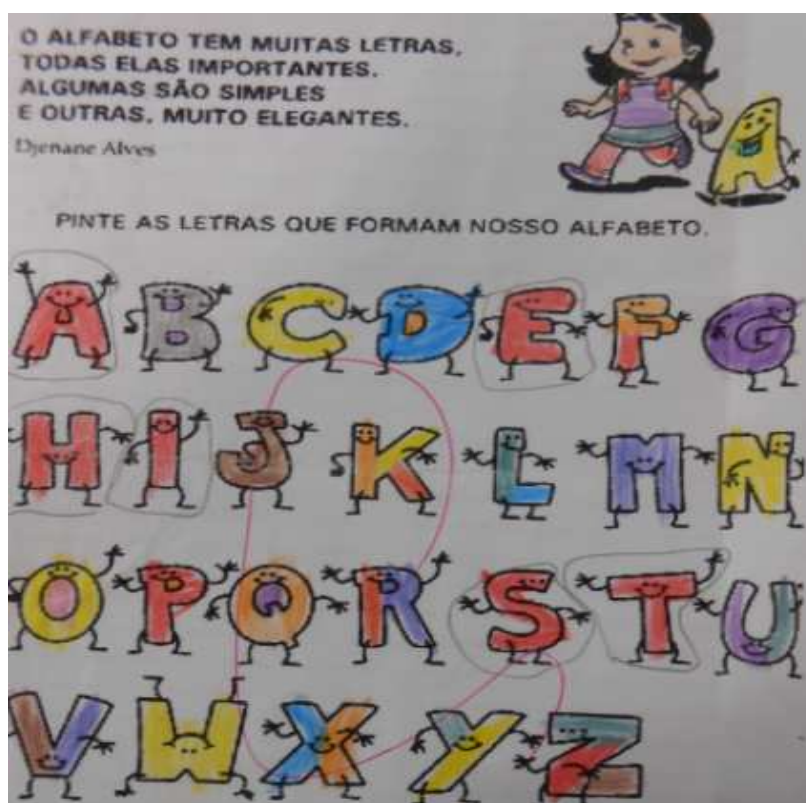 O ALFABETO TEM MUITAS LETRAS,
TODAS ELAS IMPORTANTES.
ALGUMAS SÃO SIMPLES
E OUTRAS, MUITO ELEGANTES.
Djenane Alves
A
PINTE AS LETRAS QUE FORMAM NOSSO ALFABETO.
A B C D E F G
H I J K L M N
O P Q R S T U
V W X Y Z